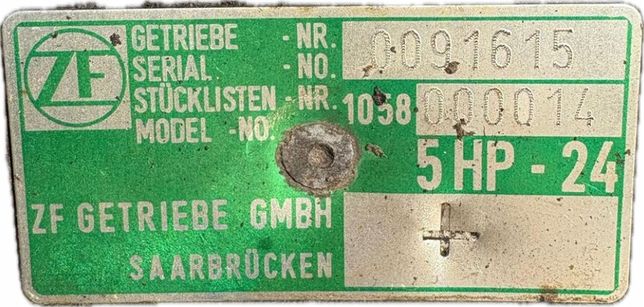 ZF
GETRIEBE - NR. 0091615
SERIAL - NO.
STÜCKLISTEN - NR. 1058 000014
MODEL - NO.
5 HP - 24
ZF GETRIEBE GMBH
SAARBRÜCKEN